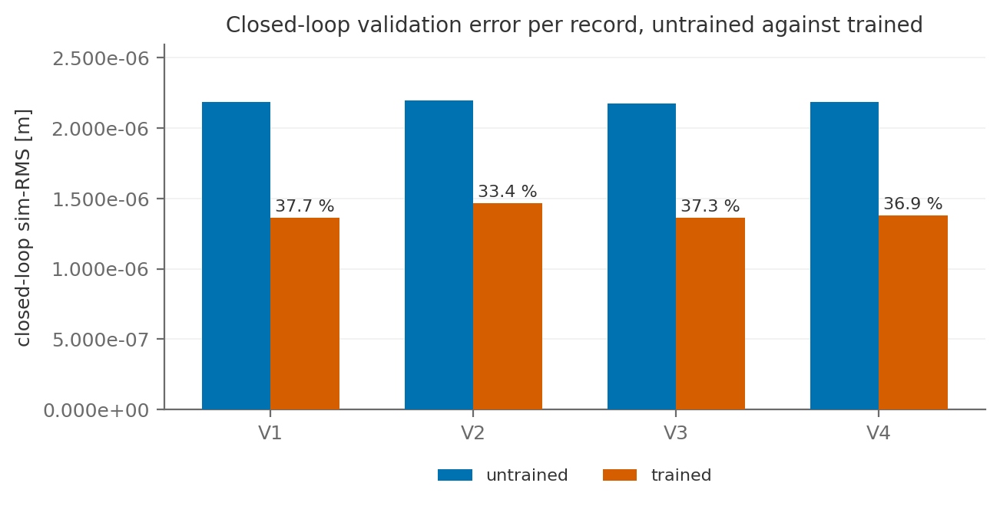 Closed-loop validation error per record, untrained against trained
closed-loop sim-RMS [m]
2.500e-06
2.000e-06
1.500e-06
1.000e-06
5.000e-07
0.000e+00
37.7 %
33.4 %
37.3 %
36.9 %
V1
V2
V3
V4
untrained
trained